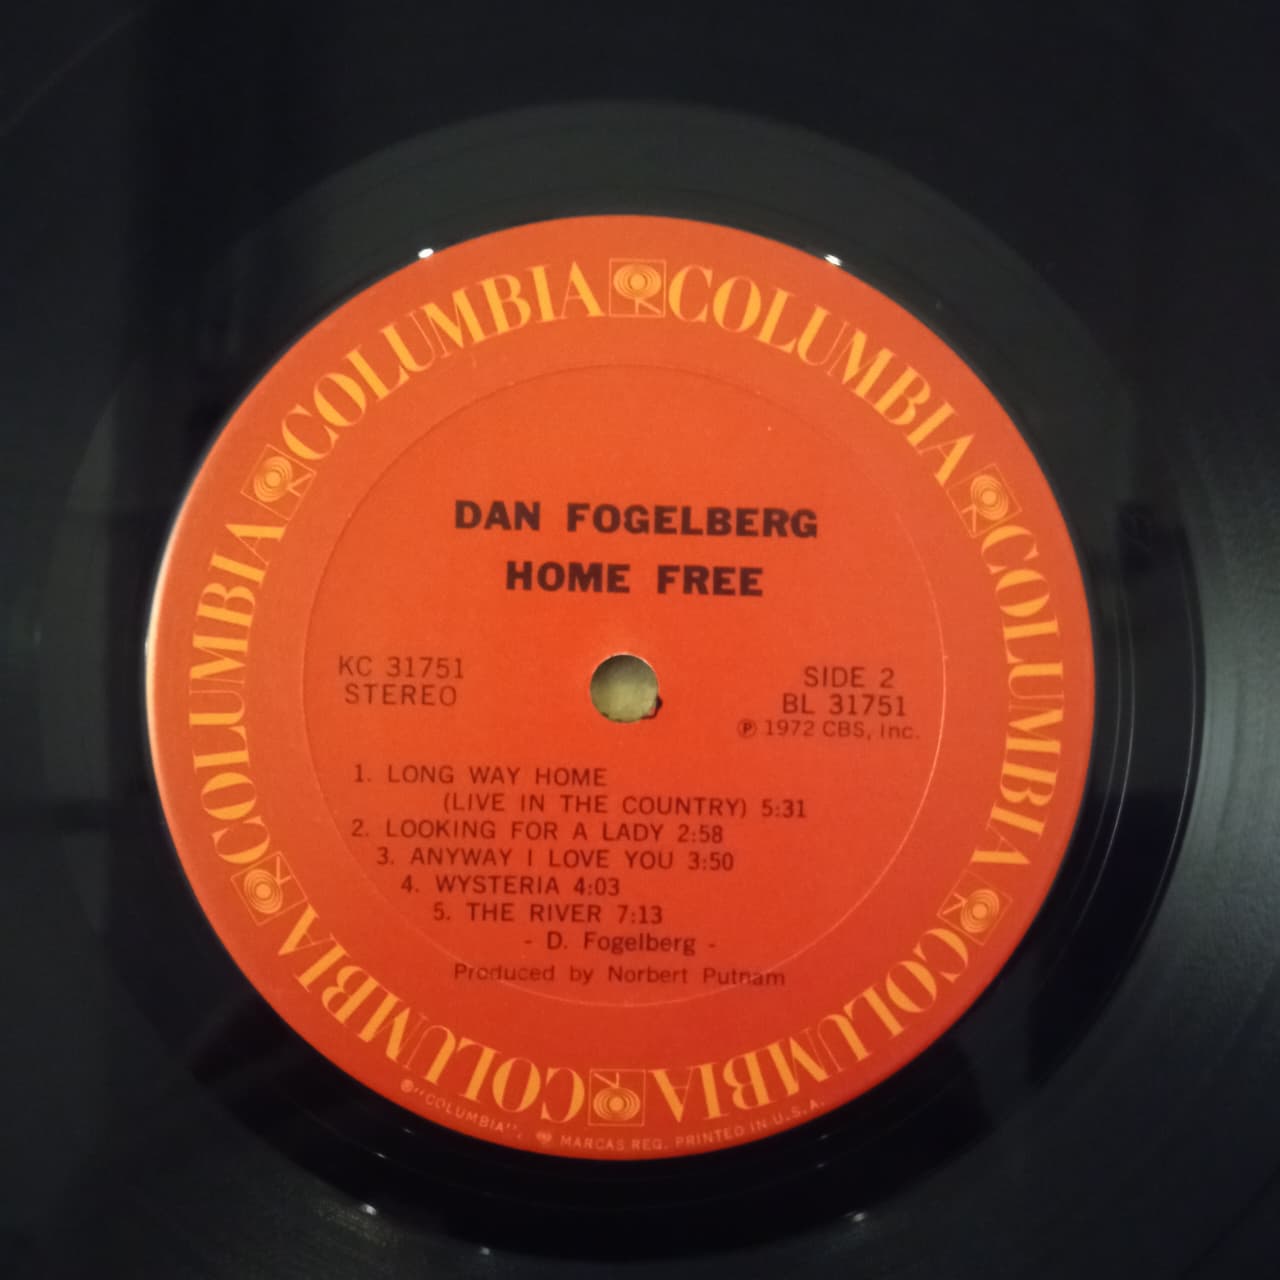 COLUMBIA COLUMBIA COLUMBIA COLUMBIA COLUMBIA COLUMBIA
DAN FOGELBERG
HOME FREE
KC 31751
STEREO
SIDE 2
BL 31751
℗ 1972 CBS, Inc.
1. LONG WAY HOME
(LIVE IN THE COUNTRY) 5:31
2. LOOKING FOR A LADY 2:58
3. ANYWAY I LOVE YOU 3:50
4. WYSTERIA 4:03
5. THE RIVER 7:13
- D. Fogelberg -
Produced by Norbert Putnam
® "COLUMBIA", MARCAS REG. PRINTED IN U.S.A.